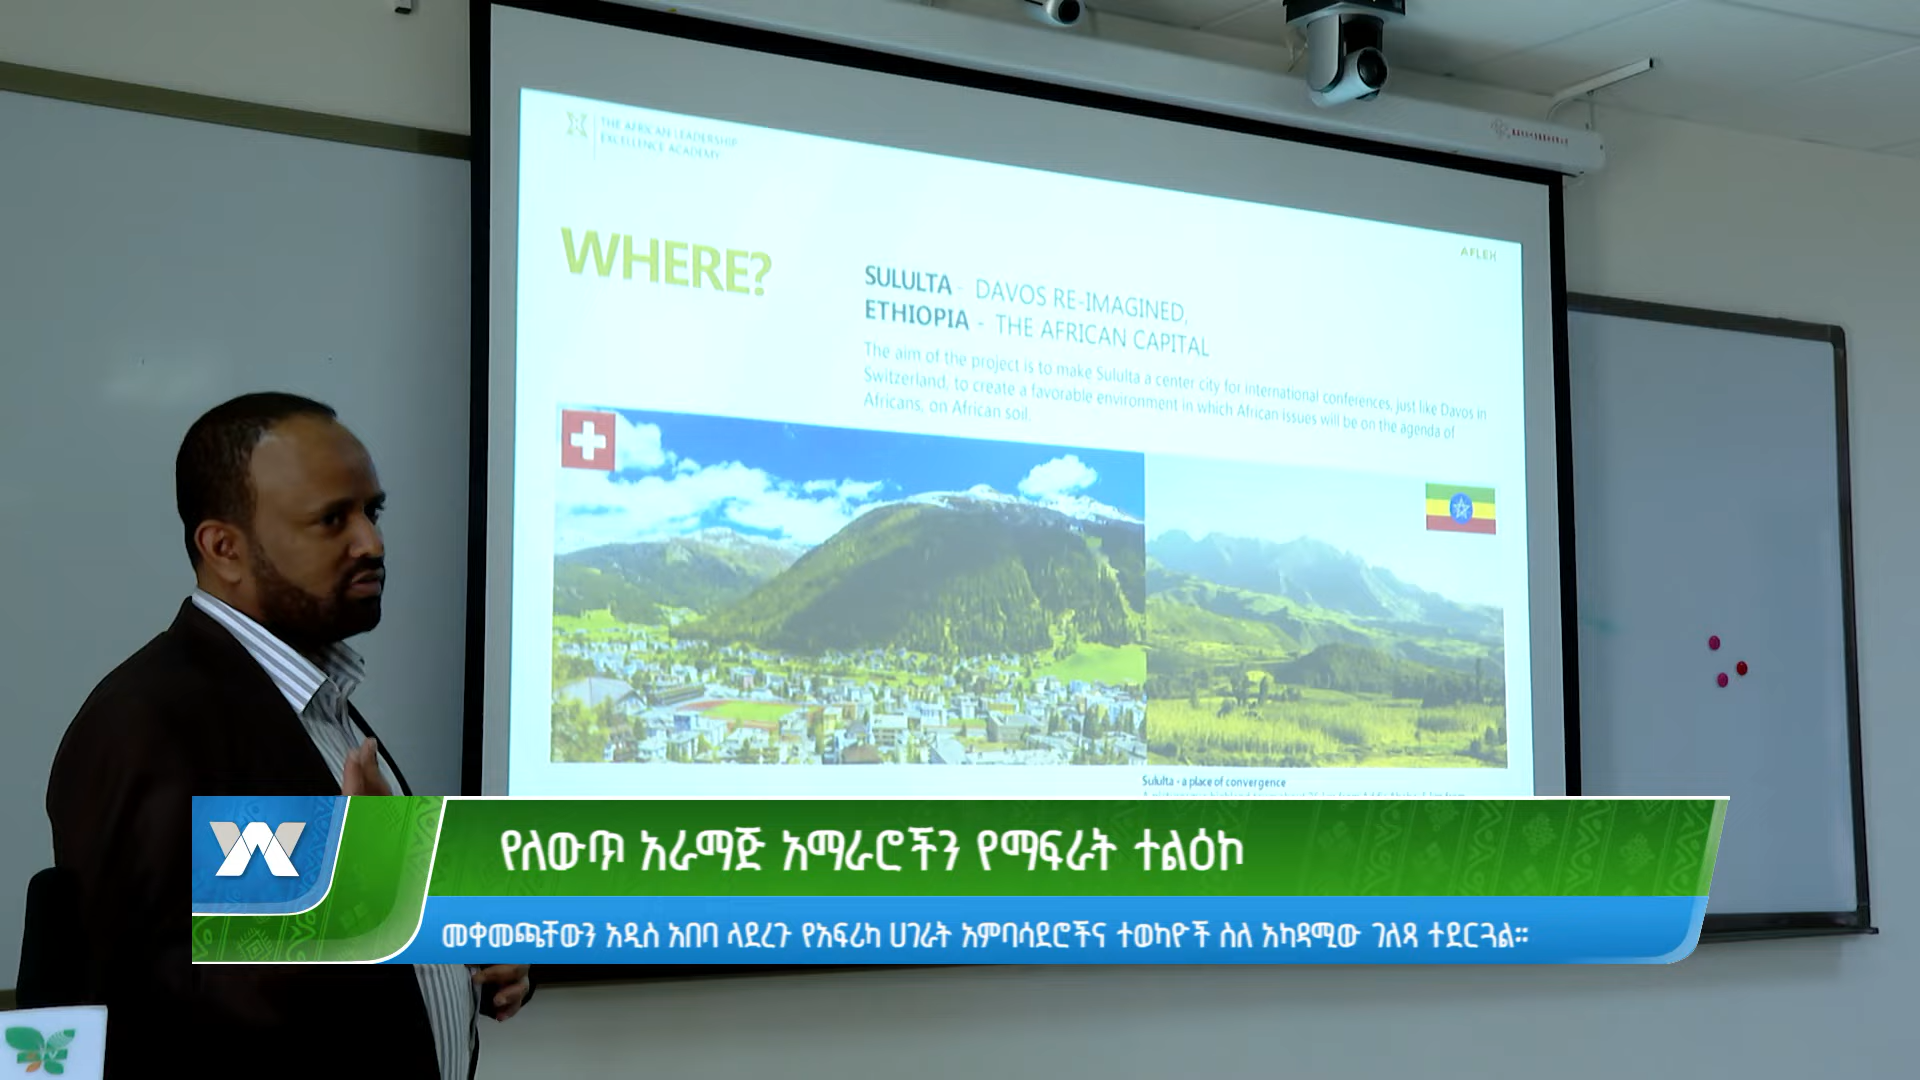 THE AFRICAN LEADERSHIP
EXCELLENCE ACADEMY
AFLEX
WHERE?
SULULTA - DAVOS RE-IMAGINED,
ETHIOPIA - THE AFRICAN CAPITAL
The aim of the project is to make Sululta a center city for international conferences, just like Davos in
Switzerland, to create a favorable environment in which African issues will be on the agenda of
Africans, on African soil.
Sululta - a place of convergence
የለውጥ አራማጅ አማራሮችን የማፍራት ተልዕኮ
መቀመጫቸውን አዲስ አበባ ላደረጉ የአፍሪካ ሀገራት አምባሳደሮችና ተወካዮች ስለ አካዳሚው ገለጻ ተደርጓል።